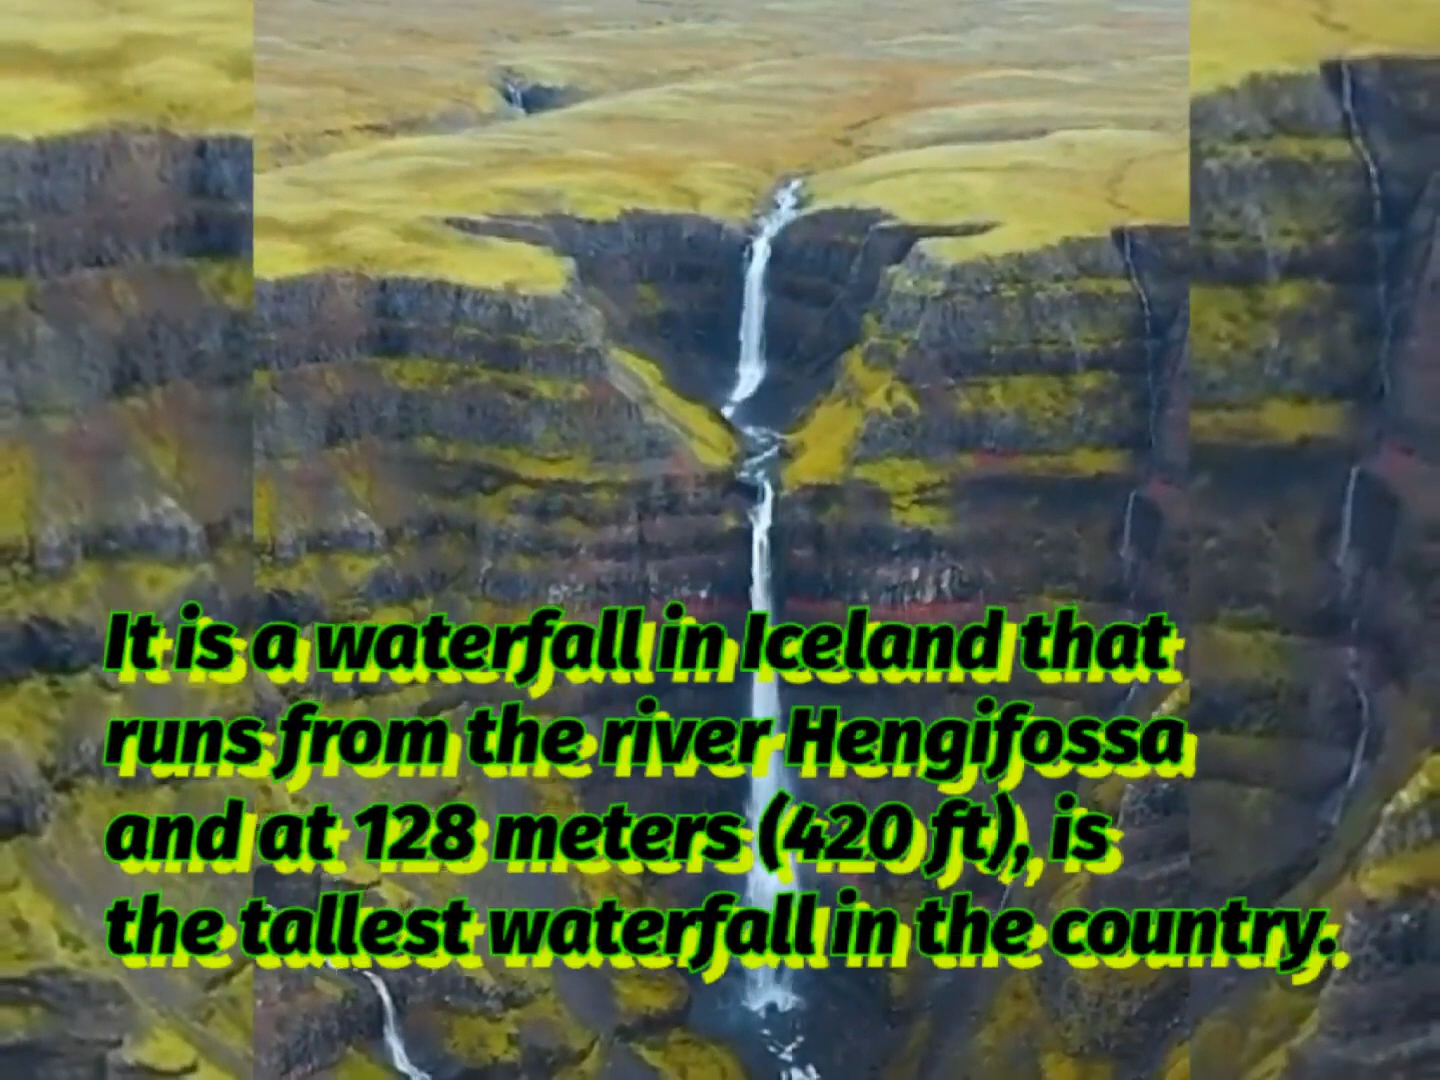 It is a waterfall in Iceland that
runs from the river Hengifossa
and at 128 meters (420 ft), is
the tallest waterfall in the country.